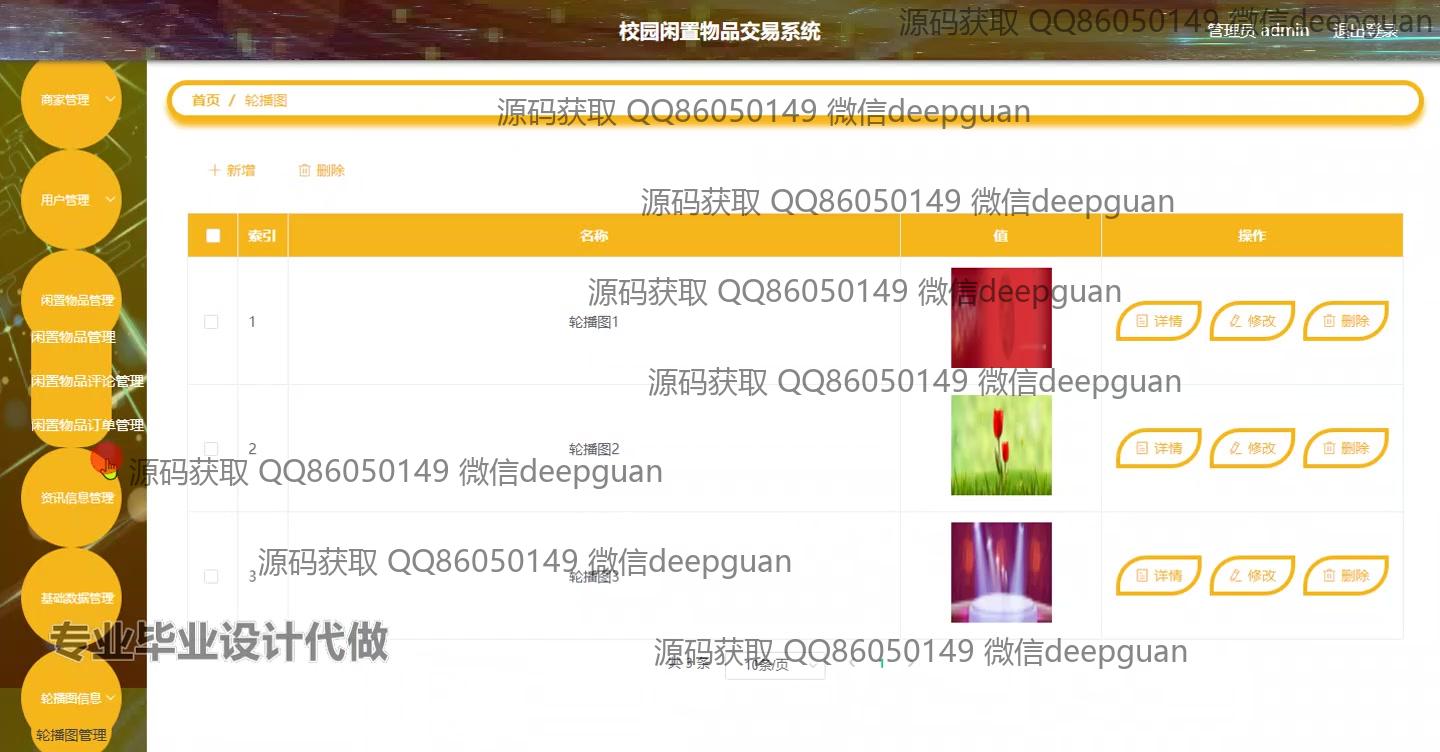 校园闲置物品交易系统
源码获取 QQ86050149 微信deepguan
管理员 admin
退出登录
商家管理
首页 / 轮播图
源码获取 QQ86050149 微信deepguan
新增
删除
用户管理
源码获取 QQ86050149 微信deepguan
索引
名称
值
操作
闲置物品管理
源码获取 QQ86050149 微信deepguan
1
轮播图1
详情
修改
删除
闲置物品管理
闲置物品评论管理
源码获取 QQ86050149 微信deepguan
闲置物品订单管理
2
轮播图2
详情
修改
删除
源码获取 QQ86050149 微信deepguan
资讯信息管理
源码获取 QQ86050149 微信deepguan
3
轮播图3
详情
修改
删除
基础数据管理
专业毕业设计代做
源码获取 QQ86050149 微信deepguan
共 3 条
10条/页
1
轮播图信息
轮播图管理